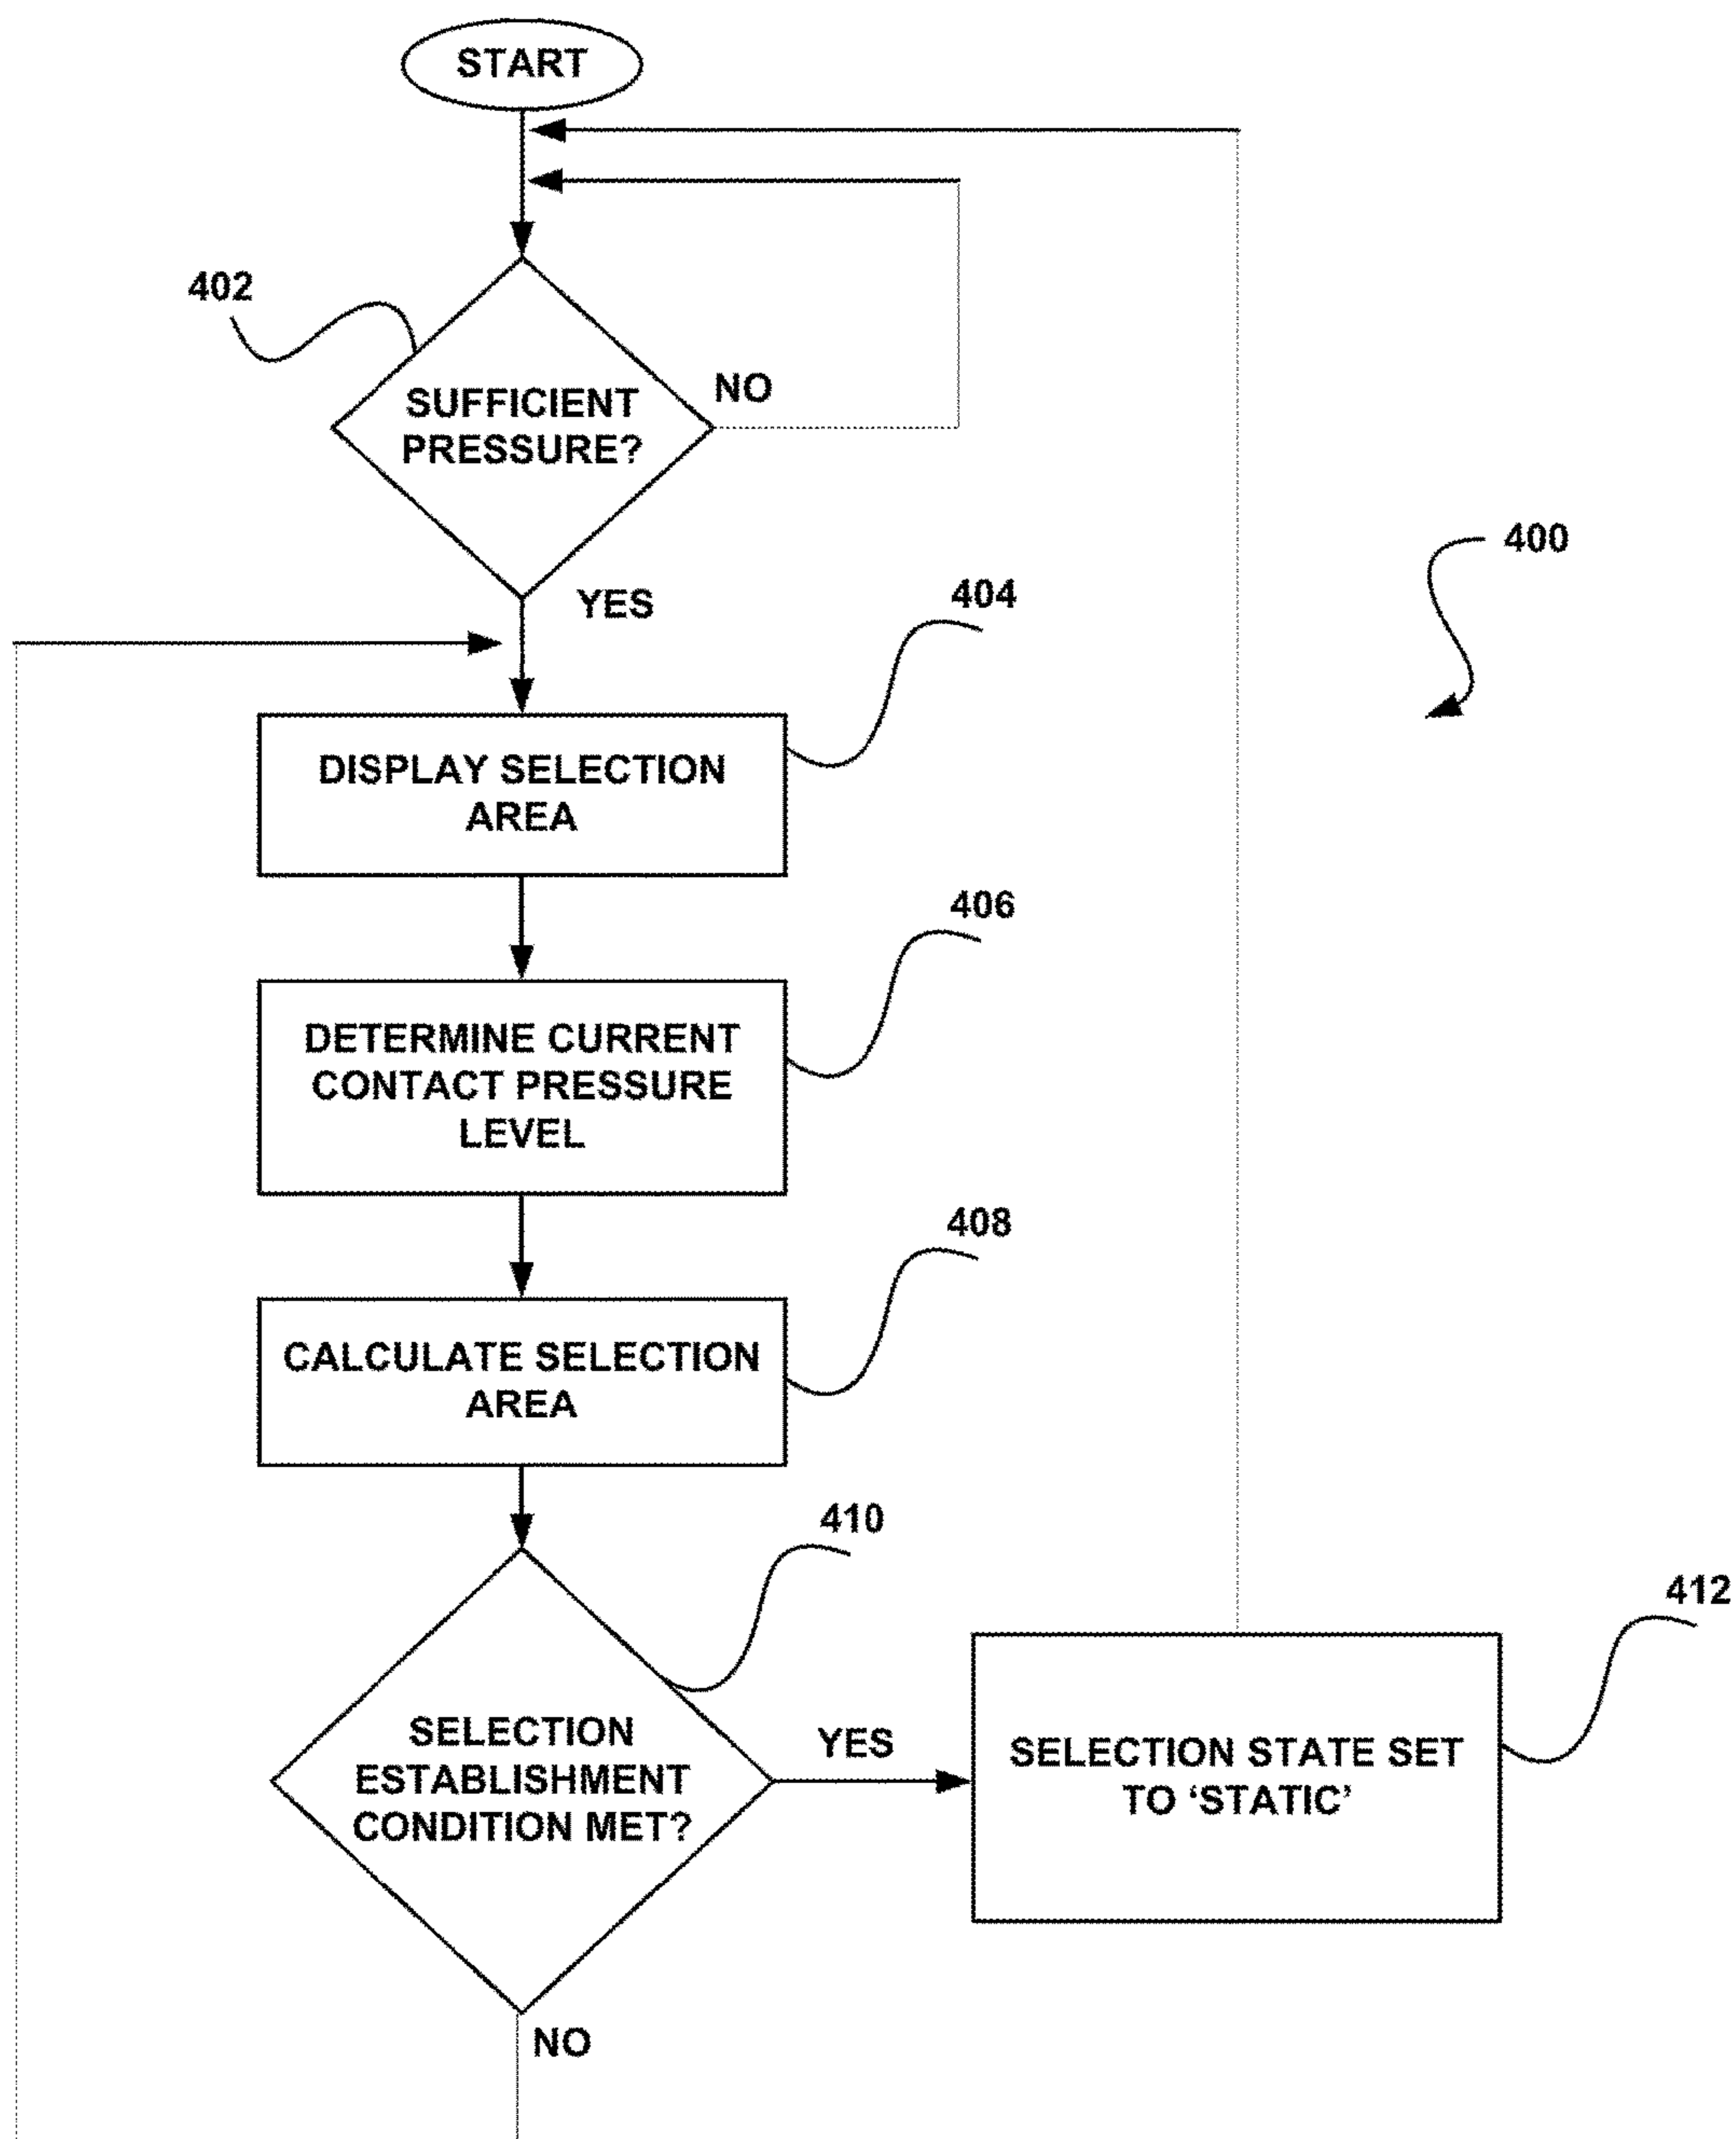 START
402
SUFFICIENT
PRESSURE?
NO
YES
400
404
DISPLAY SELECTION
AREA
406
DETERMINE CURRENT
CONTACT PRESSURE
LEVEL
408
CALCULATE SELECTION
AREA
410
SELECTION
ESTABLISHMENT
CONDITION MET?
YES
412
SELECTION STATE SET
TO ‘STATIC’
NO